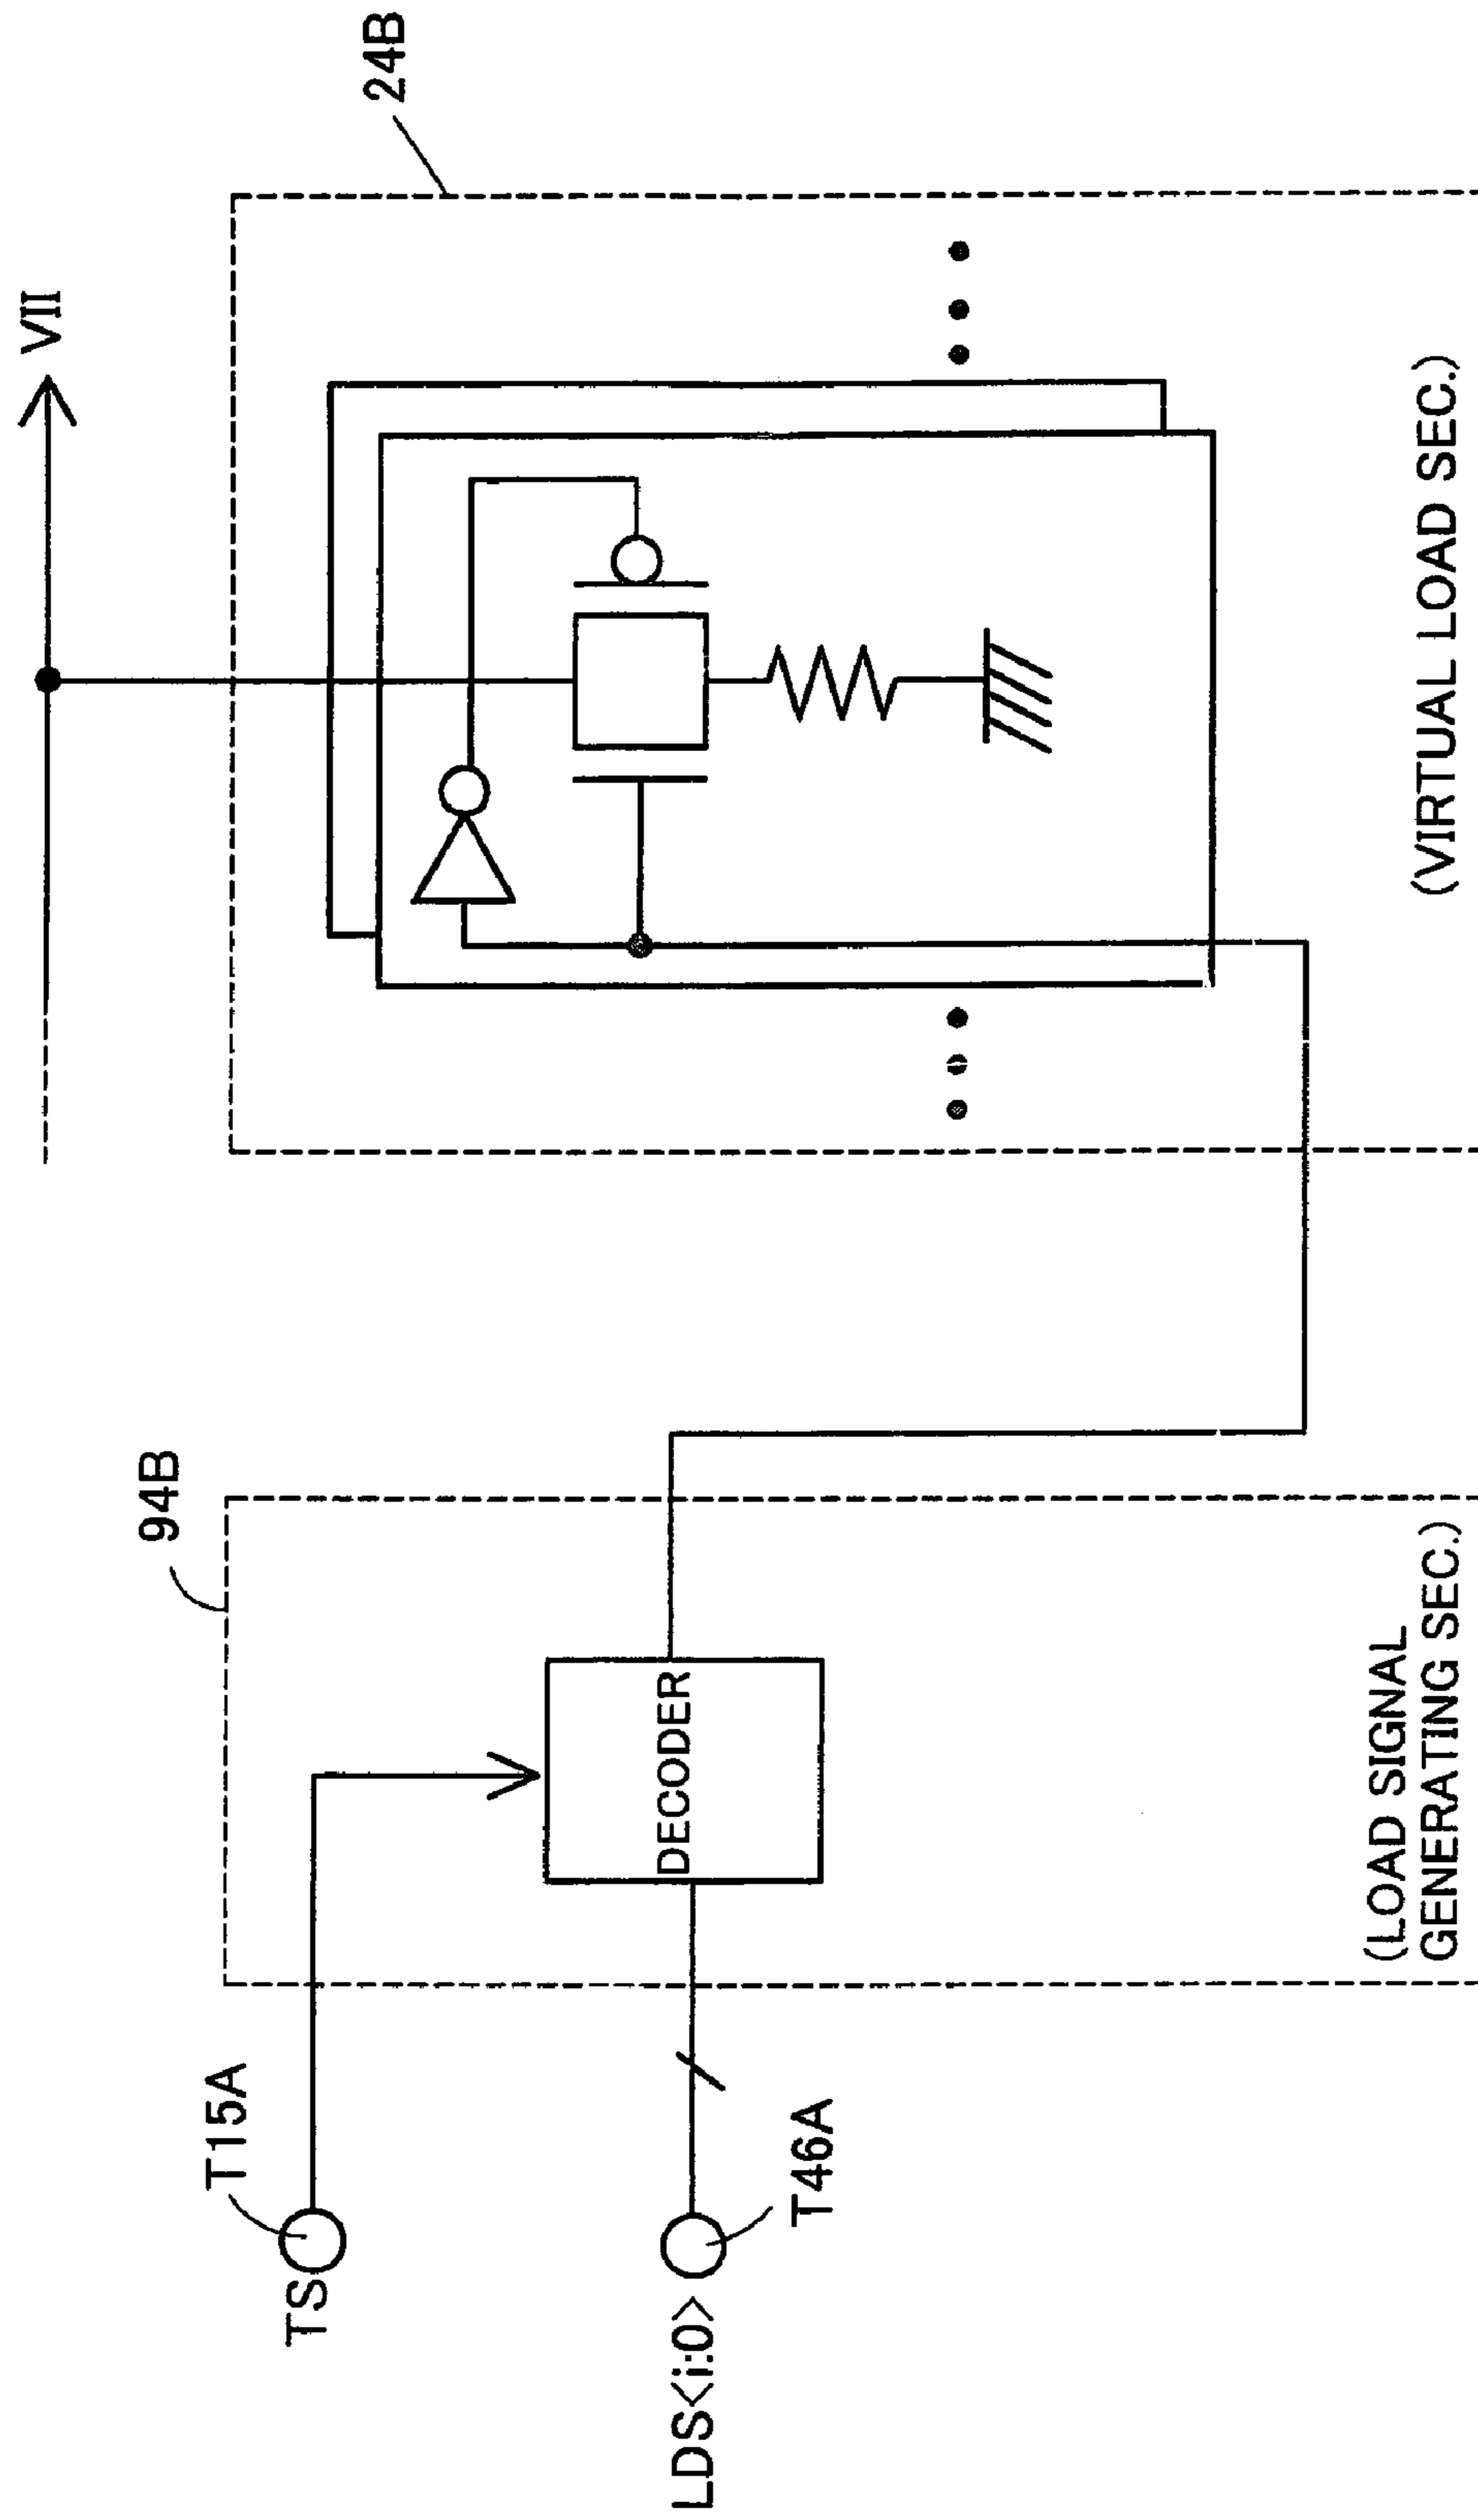 VII
24B
(VIRTUAL LOAD SEC.)
94B
DECODER
(LOAD SIGNAL
GENERATING SEC.)
T15A
TS
T46A
LDS<i:0>